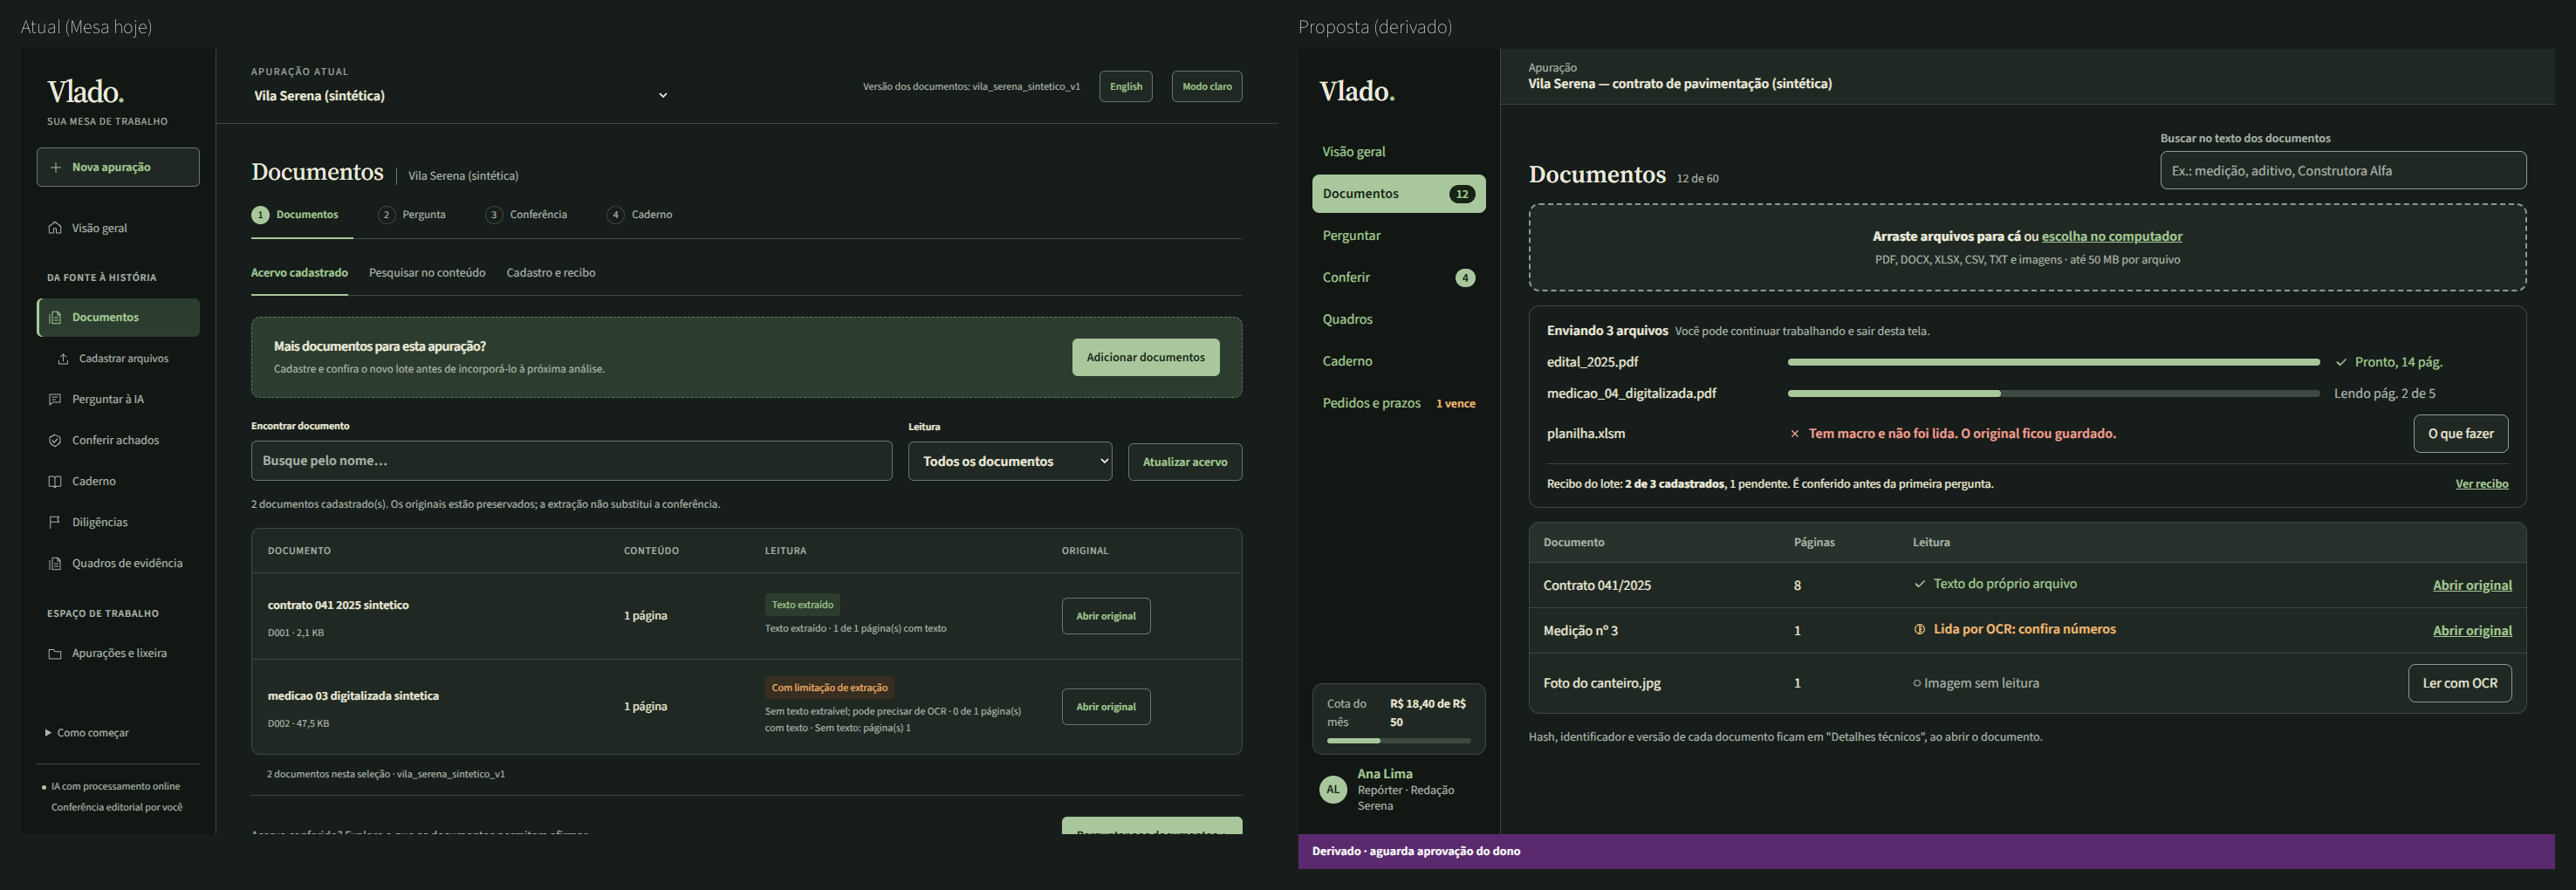 Atual (Mesa hoje)
Vlado.
SUA MESA DE TRABALHO
Nova apuração
Visão geral
DA FONTE À HISTÓRIA
Documentos
Cadastrar arquivos
Perguntar à IA
Conferir achados
Caderno
Diligências
Quadros de evidência
ESPAÇO DE TRABALHO
Apurações e lixeira
Como começar
IA com processamento online
Conferência editorial por você
APURAÇÃO ATUAL
Vila Serena (sintética)
Versão dos documentos: vila_serena_sintetico_v1
English
Modo claro
Documentos
Vila Serena (sintética)
1 Documentos
2 Pergunta
3 Conferência
4 Caderno
Acervo cadastrado
Pesquisar no conteúdo
Cadastro e recibo
Mais documentos para esta apuração?
Cadastre e confira o novo lote antes de incorporá-lo à próxima análise.
Adicionar documentos
Encontrar documento
Busque pelo nome...
Leitura
Todos os documentos
Atualizar acervo
2 documentos cadastrado(s). Os originais estão preservados; a extração não substitui a conferência.
DOCUMENTO CONTEÚDO LEITURA ORIGINAL
contrato 041 2025 sintetico
D001 · 2,1 KB
1 página
Texto extraído
Texto extraído · 1 de 1 página(s) com texto
Abrir original
medicao 03 digitalizada sintetica
D002 · 47,5 KB
1 página
Com limitação de extração
Sem texto extraível; pode precisar de OCR · 0 de 1 página(s)
com texto · Sem texto: página(s) 1
Abrir original
2 documentos nesta seleção · vila_serena_sintetico_v1
Proposta (derivado)
Vlado.
Visão geral
Documentos 12
Perguntar
Conferir 4
Quadros
Caderno
Pedidos e prazos 1 vence
Cota do
mês
R$ 18,40 de R$
50
AL
Ana Lima
Repórter · Redação
Serena
Apuração
Vila Serena — contrato de pavimentação (sintética)
Documentos 12 de 60
Buscar no texto dos documentos
Ex.: medição, aditivo, Construtora Alfa
Arraste arquivos para cá ou escolha no computador
PDF, DOCX, XLSX, CSV, TXT e imagens · até 50 MB por arquivo
Enviando 3 arquivos Você pode continuar trabalhando e sair desta tela.
edital_2025.pdf Pronto, 14 pág.
medicao_04_digitalizada.pdf Lendo pág. 2 de 5
planilha.xlsm Tem macro e não foi lida. O original ficou guardado. O que fazer
Recibo do lote: 2 de 3 cadastrados, 1 pendente. É conferido antes da primeira pergunta. Ver recibo
Documento Páginas Leitura
Contrato 041/2025 8 Texto do próprio arquivo Abrir original
Medição nº 3 1 Lida por OCR: confira números Abrir original
Foto do canteiro.jpg 1 Imagem sem leitura Ler com OCR
Hash, identificador e versão de cada documento ficam em "Detalhes técnicos", ao abrir o documento.
Derivado · aguarda aprovação do dono